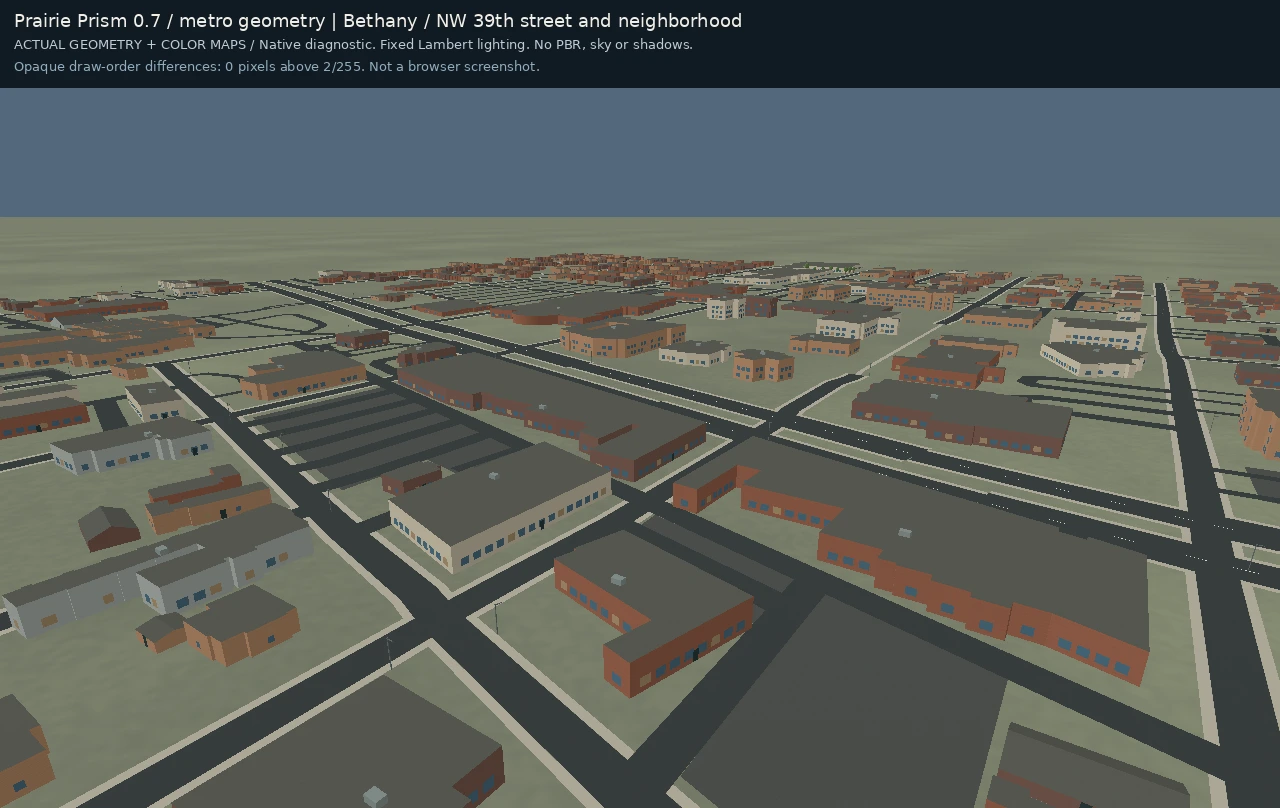 Prairie Prism 0.7 / metro geometry | Bethany / NW 39th street and neighborhood
ACTUAL GEOMETRY + COLOR MAPS / Native diagnostic. Fixed Lambert lighting. No PBR, sky or shadows.
Opaque draw-order differences: 0 pixels above 2/255. Not a browser screenshot.